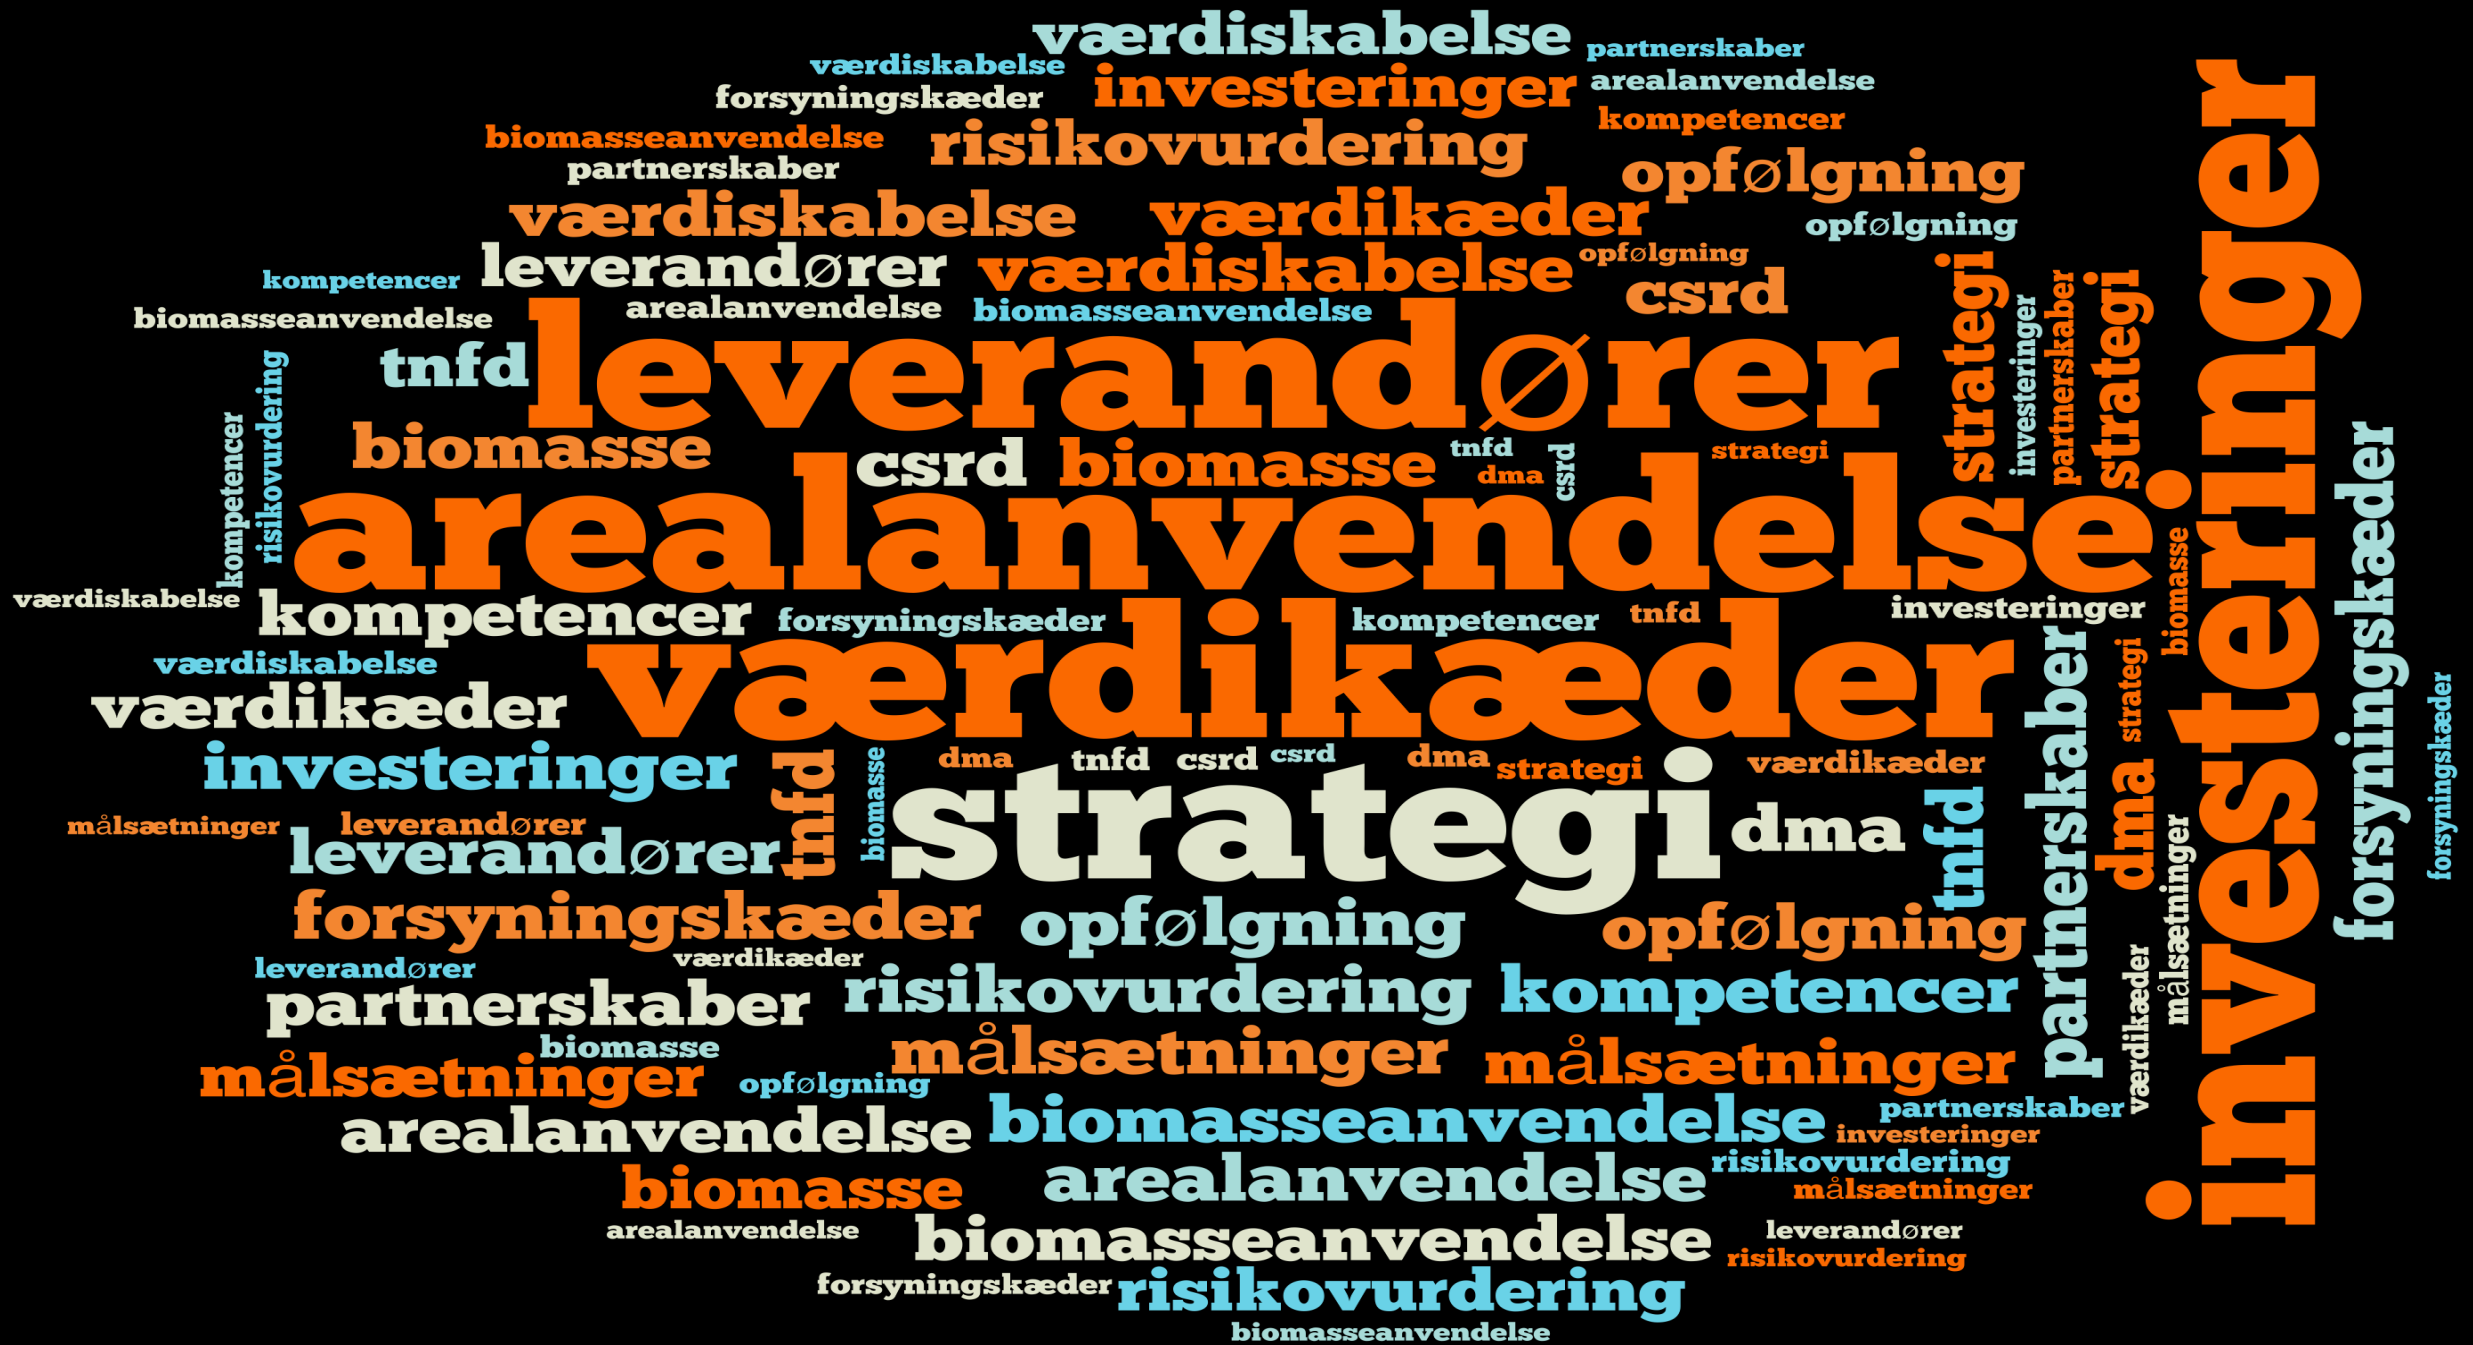 værdiskabelse
partnerskaber
værdiskabelse
investeringer
arealanvendelse
forsyningskæder
kompetencer
biomasseanvendelse
risikovurdering
partnerskaber
opfølgning
værdiskabelse
værdikæder
opfølgning
leverandører
værdiskabelse
opfølgning
kompetencer
csrd
strategi
investeringer
partnerskaber
strategi
investeringer
biomasseanvendelse
arealanvendelse
biomasseanvendelse
tnfd
leverandører
kompetencer
risikovurdering
biomasse
csrd
biomasse
tnfd
dma
csrd
strategi
arealanvendelse
biomasse
forsyningskæder
værdiskabelse
kompetencer
forsyningskæder
kompetencer
tnfd
investeringer
værdiskabelse
værdikæder
værdikæder
partnerskaber
strategi
investeringer
tnfd
biomasse
dma
tnfd
csrd
csrd
dma
strategi
værdikæder
forsyningskæder
målsætninger
leverandører
leverandører
strategi
dma
tnfd
dma
målsætninger
forsyningskæder
opfølgning
opfølgning
leverandører
værdikæder
partnerskaber
risikovurdering
kompetencer
værdikæder
biomasse
målsætninger
målsætninger
målsætninger
opfølgning
arealanvendelse
biomasseanvendelse
partnerskaber
investeringer
biomasse
arealanvendelse
risikovurdering
målsætninger
arealanvendelse
biomasseanvendelse
leverandører
risikovurdering
forsyningskæder
risikovurdering
biomasseanvendelse